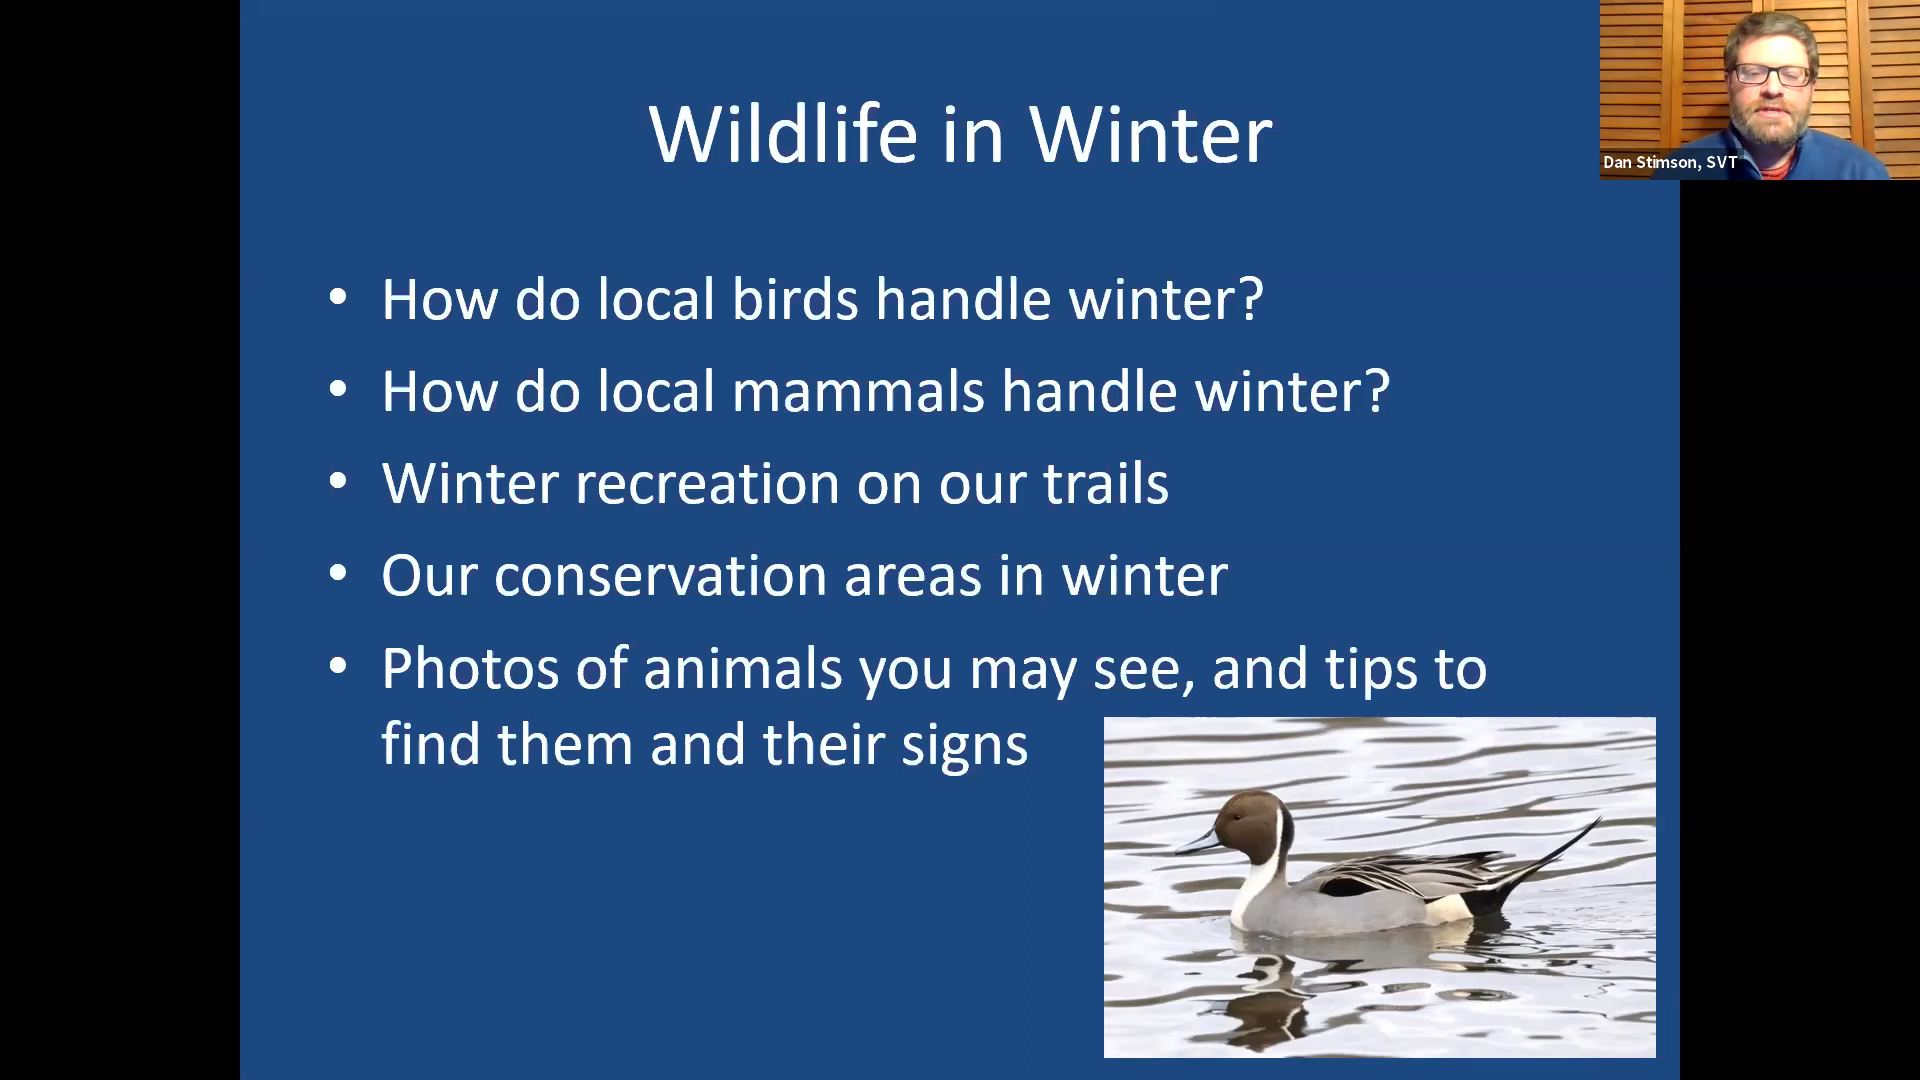 Wildlife in Winter
Dan Stimson, SVT
• How do local birds handle winter?
• How do local mammals handle winter?
• Winter recreation on our trails
• Our conservation areas in winter
• Photos of animals you may see, and tips to
find them and their signs